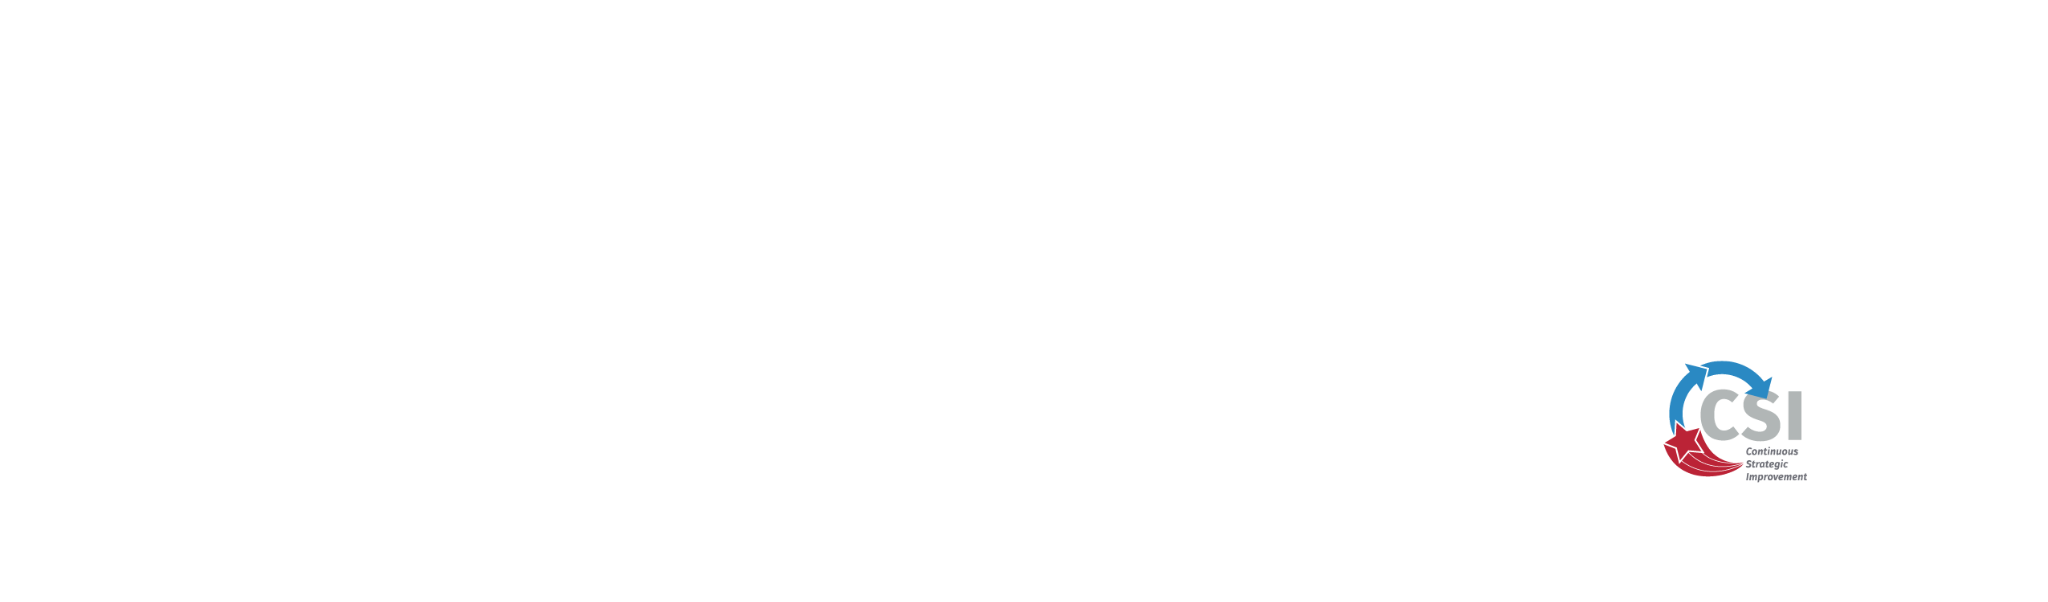 CSI
Continuous
Strategic
Improvement